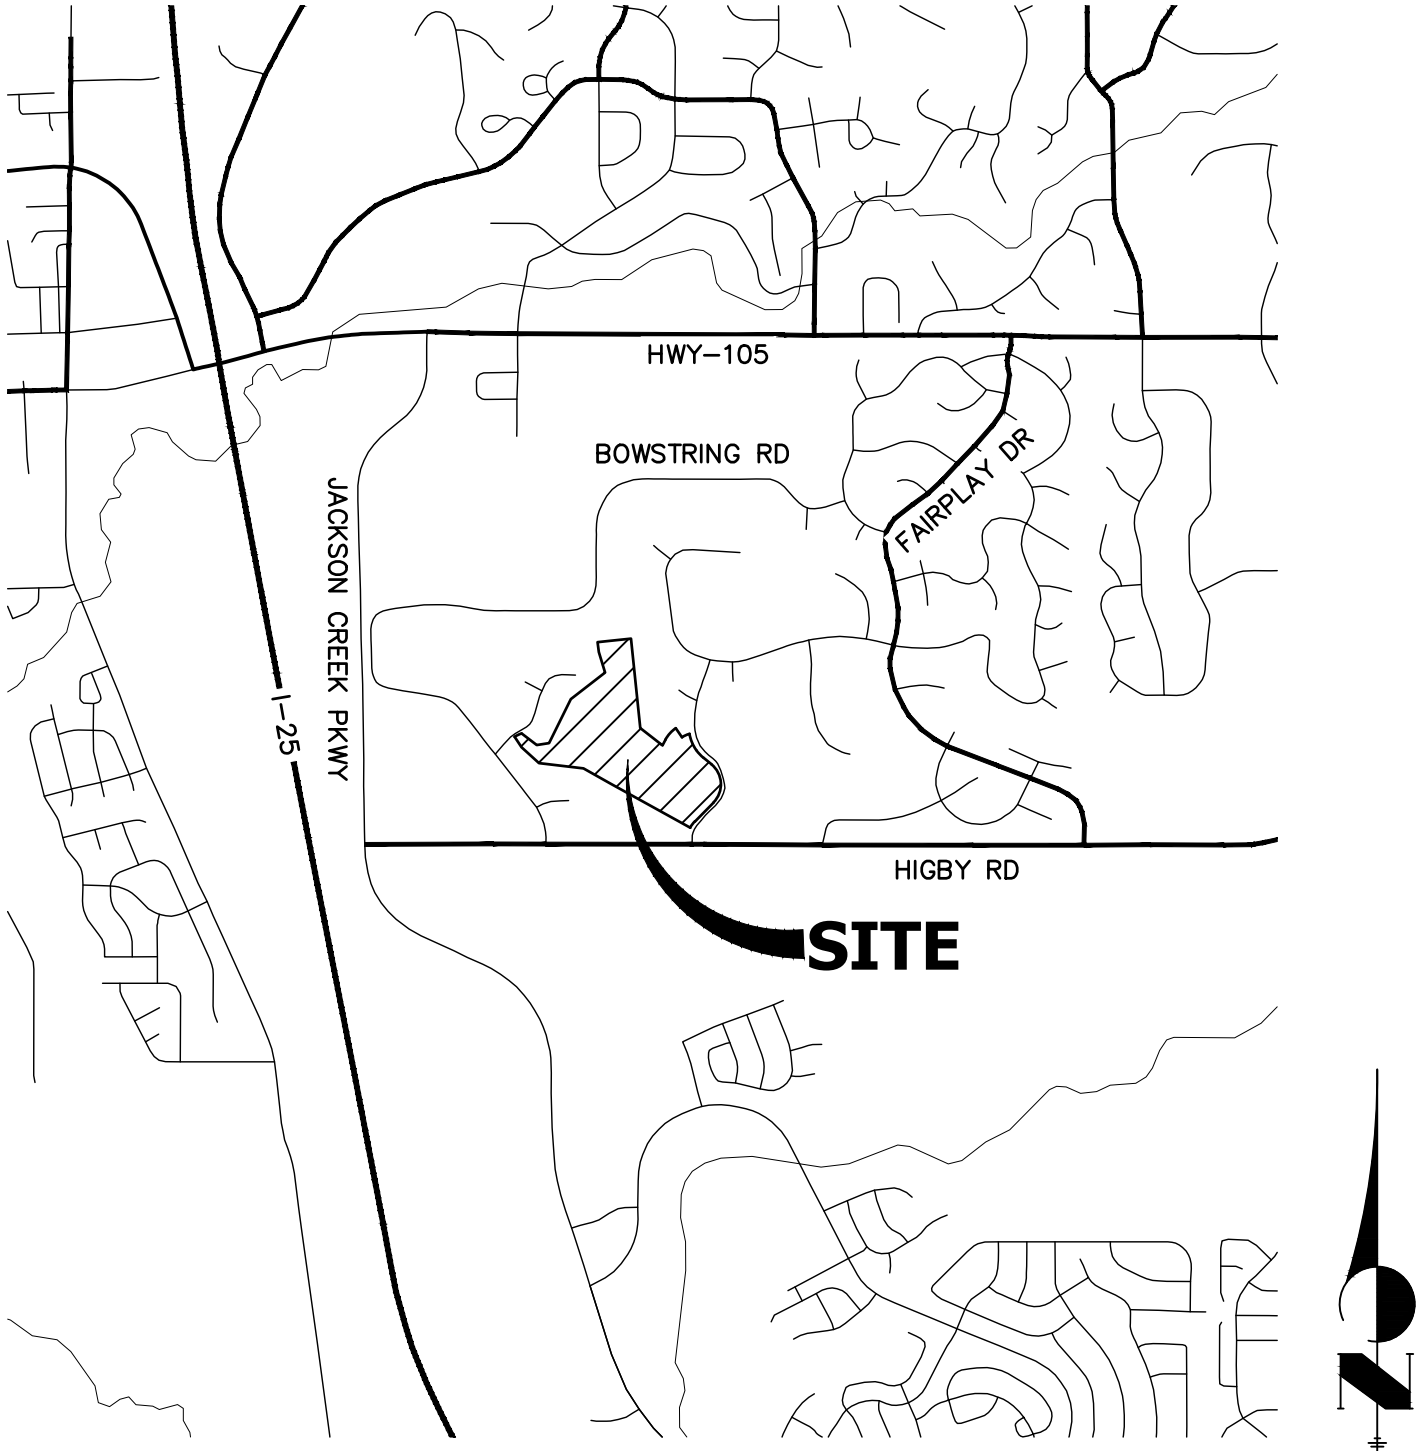 HWY-105
BOWSTRING RD
FAIRPLAY DR
JACKSON CREEK PKWY
I-25
HIGBY RD
SITE
N